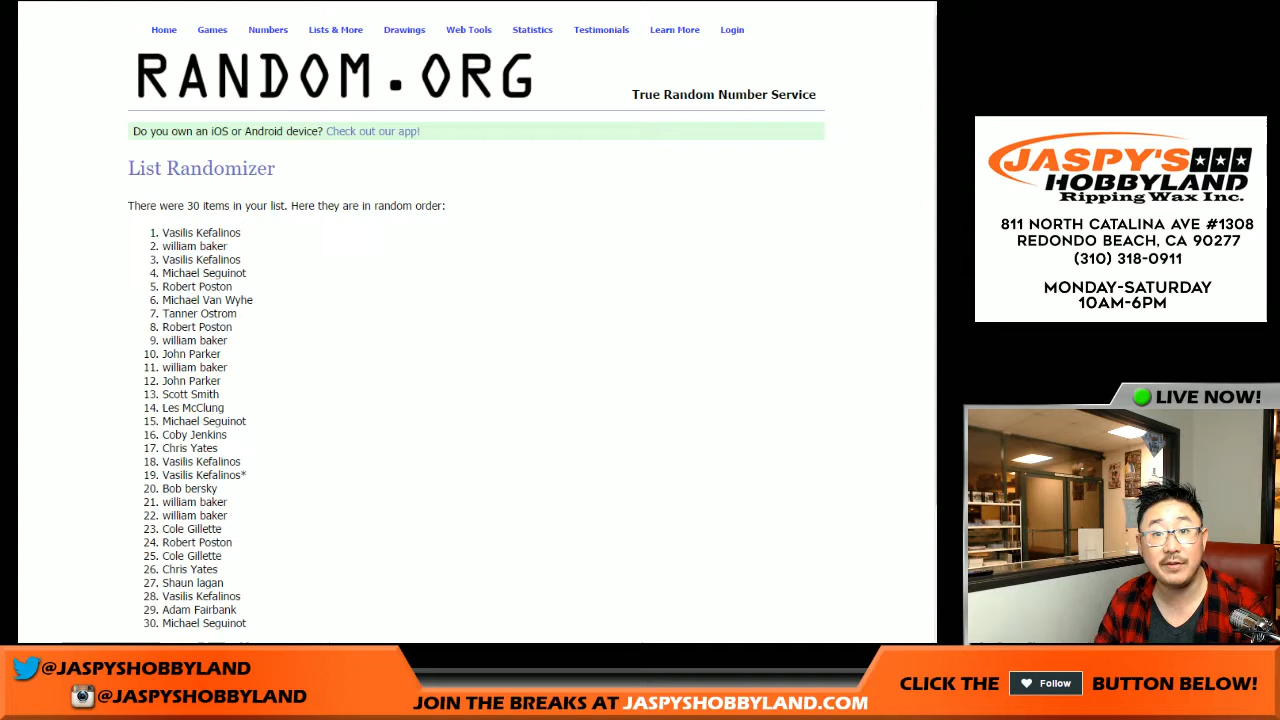 Home Games Numbers Lists & More Drawings Web Tools Statistics Testimonials Learn More Login
RANDOM.ORG
True Random Number Service
Do you own an iOS or Android device? Check out our app!
List Randomizer
There were 30 items in your list. Here they are in random order:
1. Vasilis Kefalinos
2. william baker
3. Vasilis Kefalinos
4. Michael Seguinot
5. Robert Poston
6. Michael Van Wyhe
7. Tanner Ostrom
8. Robert Poston
9. william baker
10. John Parker
11. william baker
12. John Parker
13. Scott Smith
14. Les McClung
15. Michael Seguinot
16. Coby Jenkins
17. Chris Yates
18. Vasilis Kefalinos
19. Vasilis Kefalinos*
20. Bob bersky
21. william baker
22. william baker
23. Cole Gillette
24. Robert Poston
25. Cole Gillette
26. Chris Yates
27. Shaun lagan
28. Vasilis Kefalinos
29. Adam Fairbank
30. Michael Seguinot
JASPY'S
HOBBYLAND
Ripping Wax Inc.
811 NORTH CATALINA AVE #1308
REDONDO BEACH, CA 90277
(310) 318-0911
MONDAY-SATURDAY
10AM-6PM
LIVE NOW!
@JASPYSHOBBYLAND
@JASPYSHOBBYLAND
JOIN THE BREAKS AT JASPYSHOBBYLAND.COM
CLICK THE Follow BUTTON BELOW!